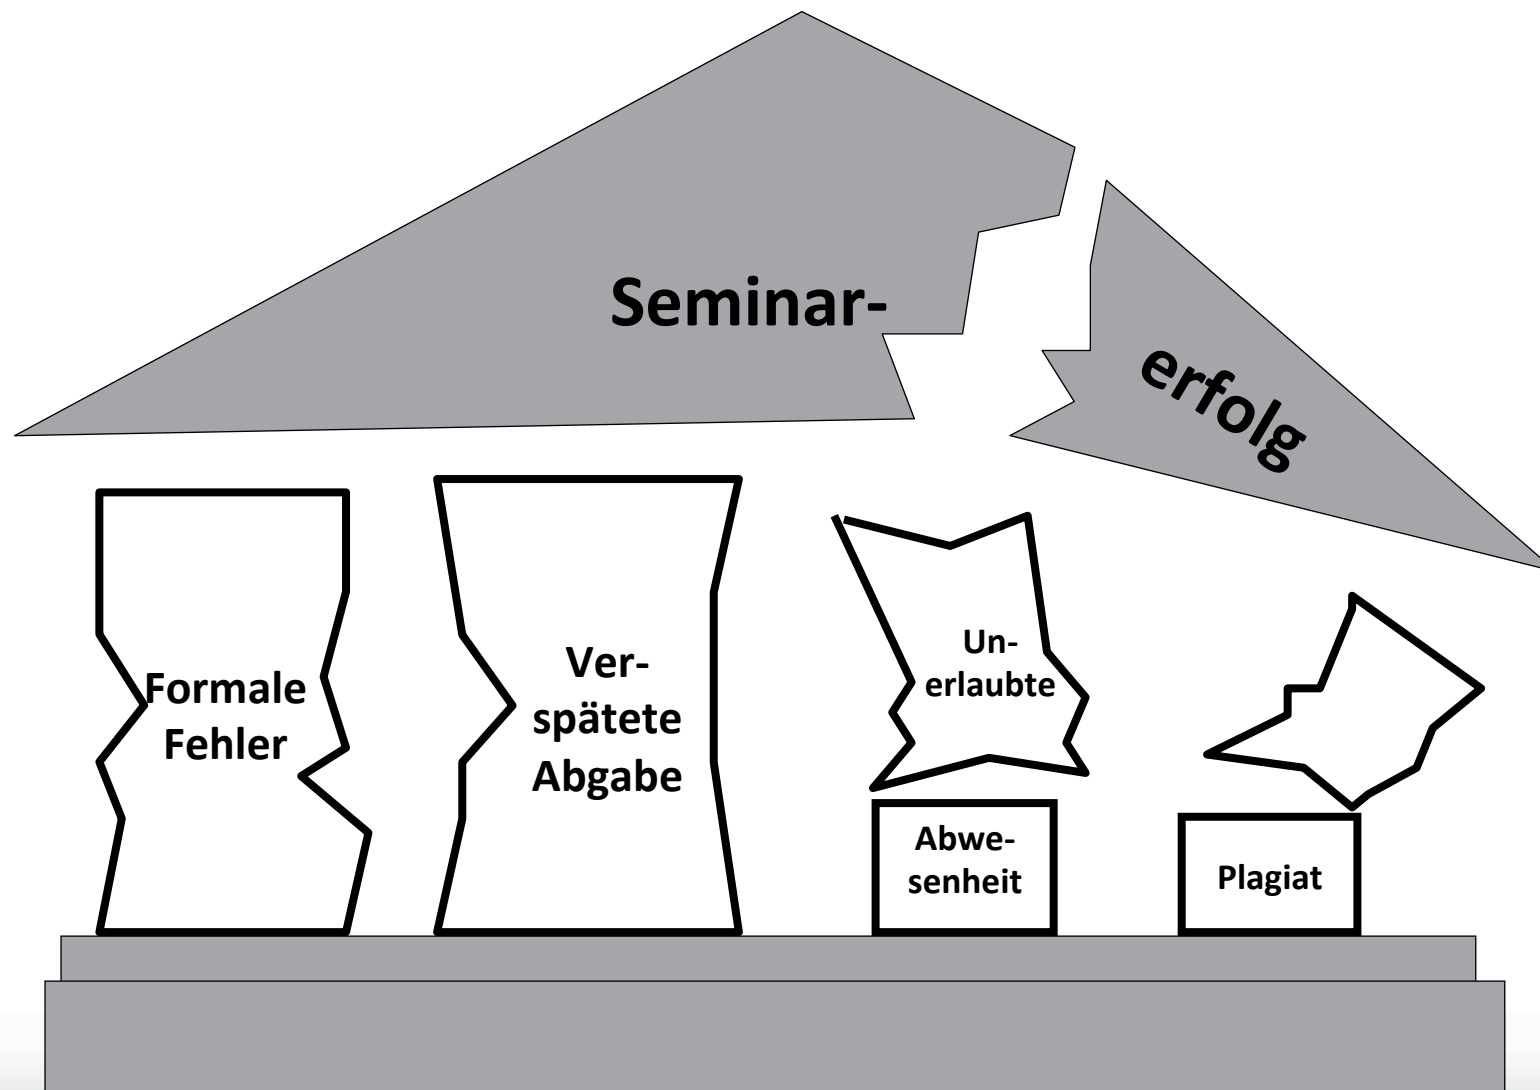 Seminar-
erfolg
Formale
Fehler
Ver-
spätete
Abgabe
Un-
erlaubte
Abwe-
senheit
Plagiat